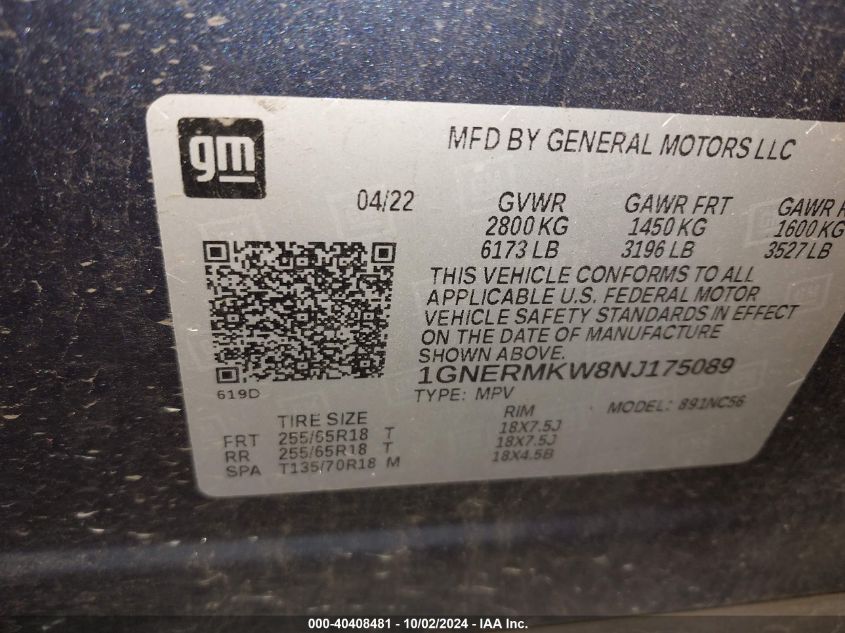 gm
MFD BY GENERAL MOTORS LLC
04/22 GVWR GAWR FRT GAWR
2800 KG 1450 KG 1600 KG
6173 LB 3196 LB 3527 LB
THIS VEHICLE CONFORMS TO ALL
APPLICABLE U.S. FEDERAL MOTOR
VEHICLE SAFETY STANDARDS IN EFFECT
ON THE DATE OF MANUFACTURE
SHOWN ABOVE.
1GNERMKW8NJ175089
619D
TYPE: MPV MODEL: 891NC56
TIRE SIZE RIM
FRT 255/65R18 T 18X7.5J
RR 255/65R18 T 18X7.5J
SPA T135/70R18 M 18X4.5B
000-40408481 - 10/02/2024 - IAA Inc.